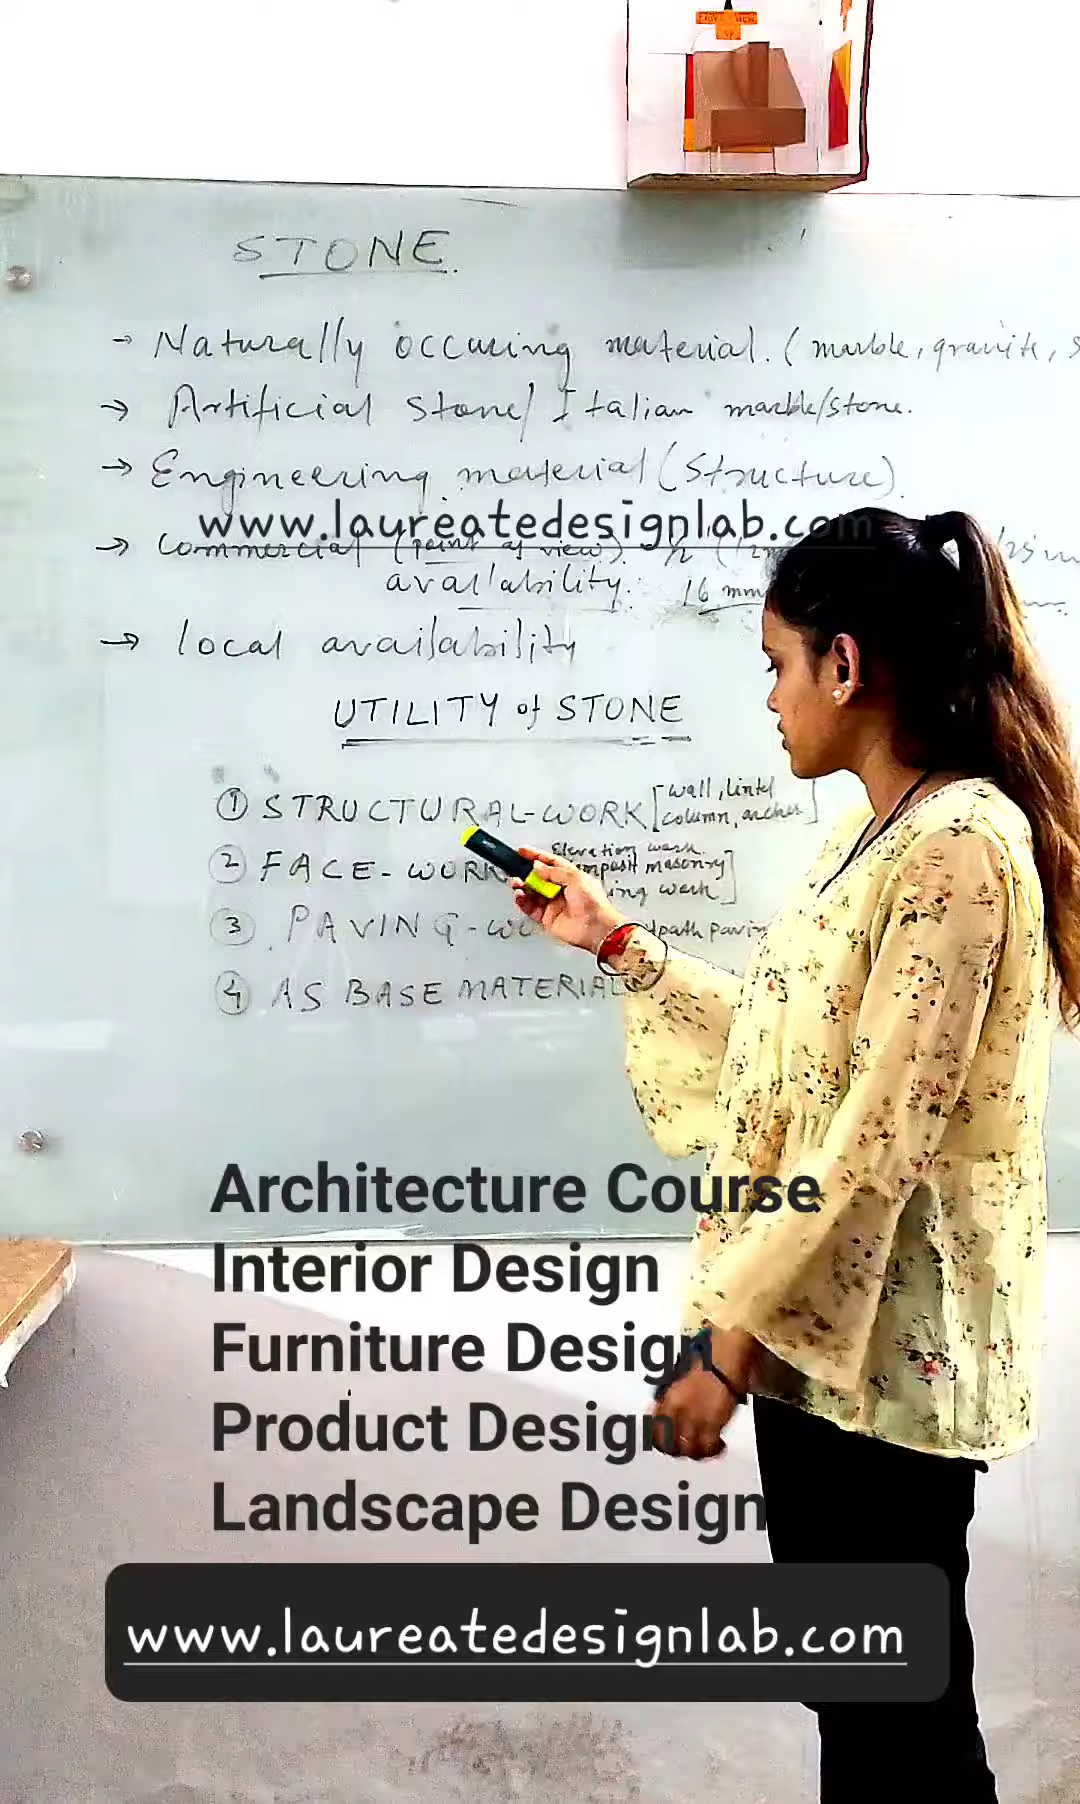 STONE
→ Naturally occuring material. (marble, granite,
→ Artificial stone/Italian marble/stone.
→ Engineering material (structure)
www.laureatedesignlab.com
→ Commercial (point of view). 1/2
availability. 16 mm
→ local availability
UTILITY of STONE
① STRUCTURAL-WORK [wall, lintel
column, arches]
② FACE-WORK Elevation work
masonry
work]
③ PAVING-
④ AS BASE MATERIAL
Architecture Course
Interior Design
Furniture Design
Product Design
Landscape Design
www.laureatedesignlab.com